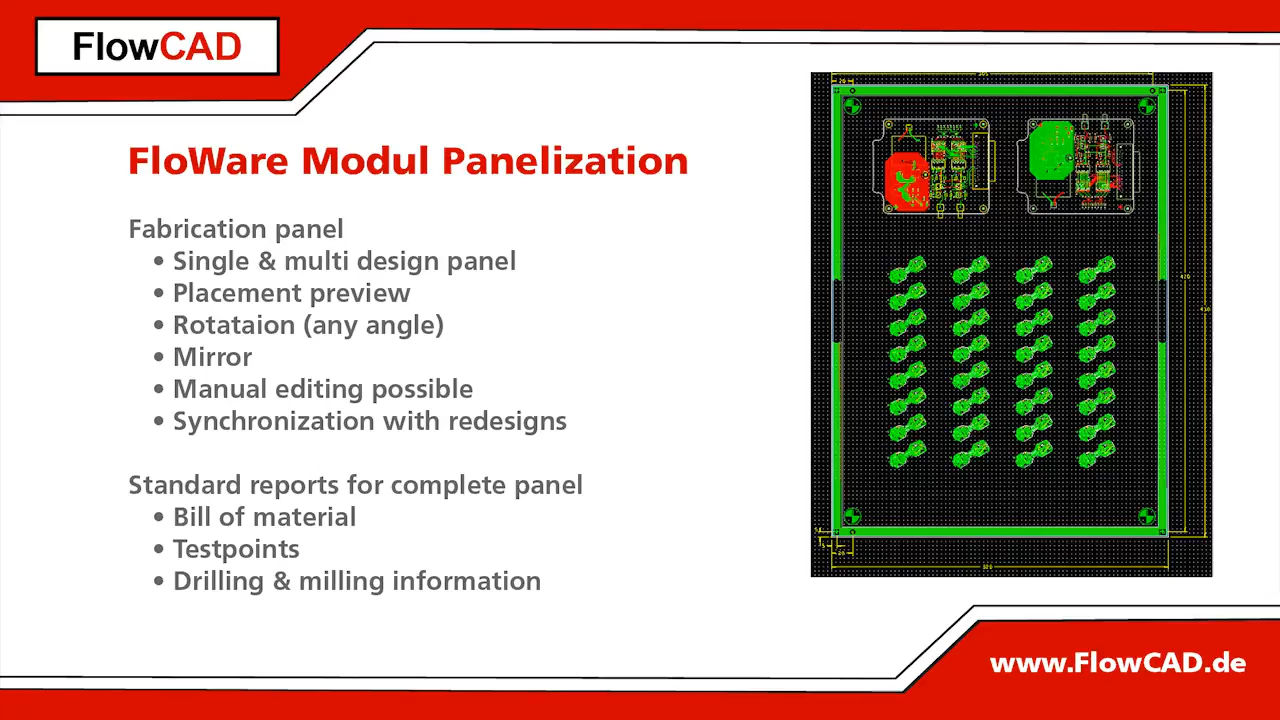 FlowCAD
FloWare Modul Panelization
Fabrication panel
• Single & multi design panel
• Placement preview
• Rotataion (any angle)
• Mirror
• Manual editing possible
• Synchronization with redesigns
Standard reports for complete panel
• Bill of material
• Testpoints
• Drilling & milling information
www.FlowCAD.de